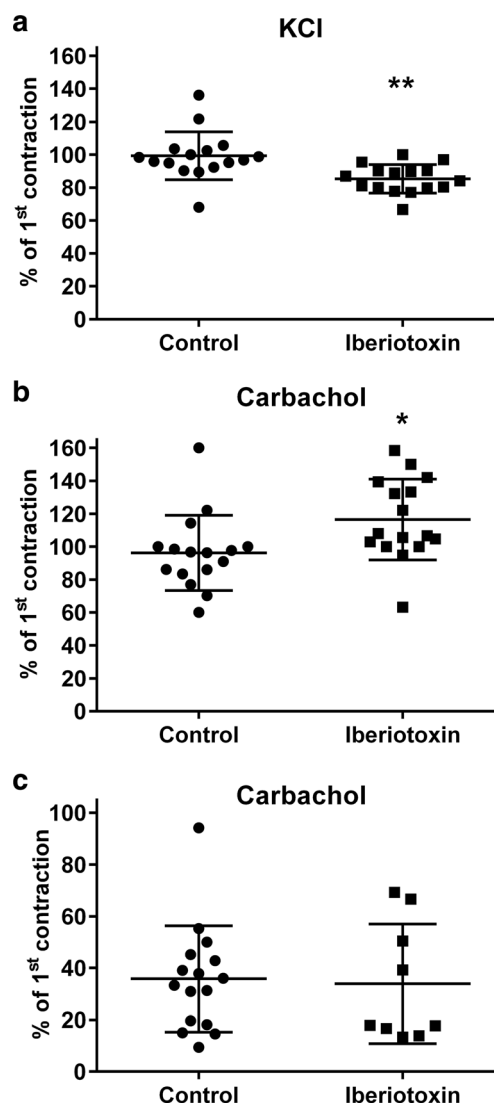 a
KCl
**
% of 1st contraction
160
140
120
100
80
60
40
20
0
Control Iberiotoxin
b
Carbachol
*
% of 1st contraction
160
140
120
100
80
60
40
20
0
Control Iberiotoxin
c
Carbachol
% of 1st contraction
100
80
60
40
20
0
Control Iberiotoxin